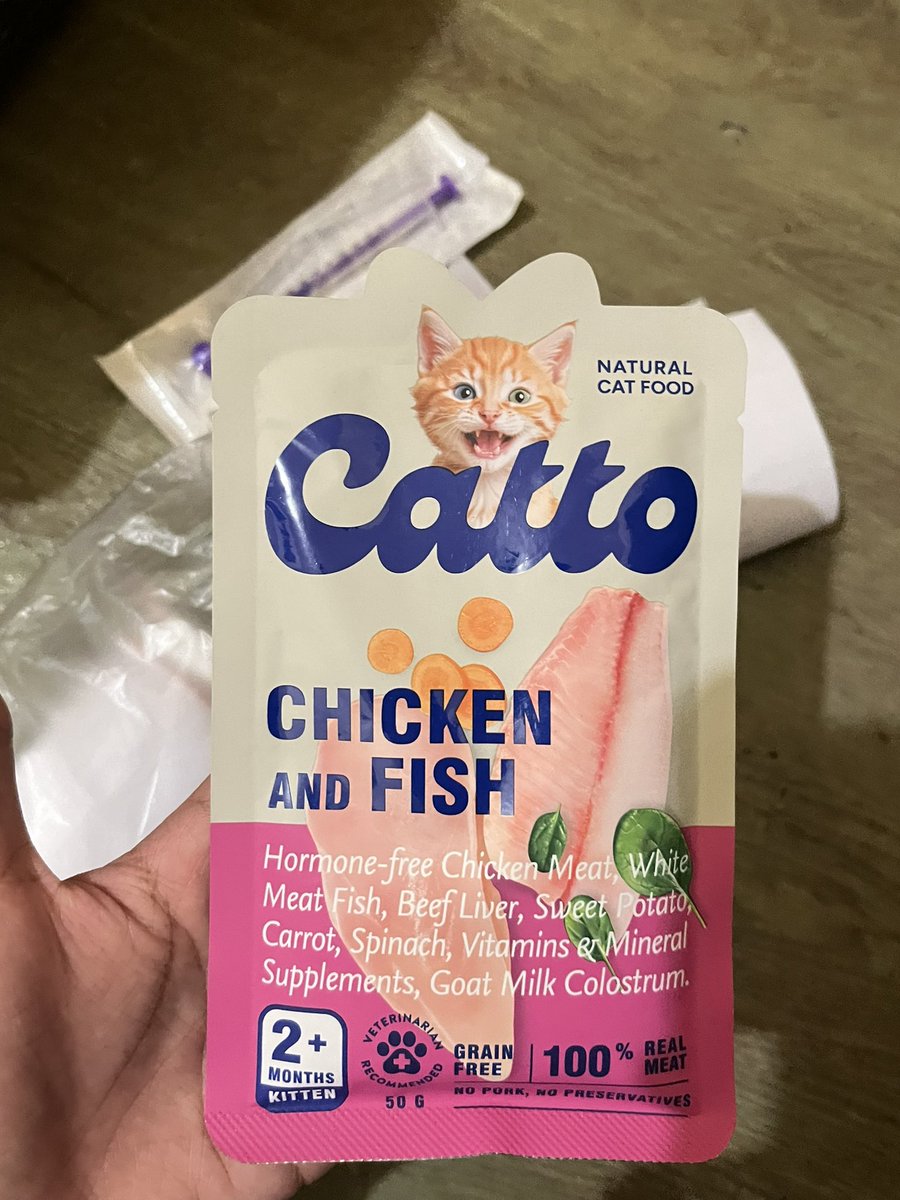 NATURAL
CAT FOOD
Catto
CHICKEN
AND FISH
Hormone-free Chicken Meat, White
Meat Fish, Beef Liver, Sweet Potato,
Carrot, Spinach, Vitamins & Mineral
Supplements, Goat Milk Colostrum.
2+
MONTHS
KITTEN
VETERINARIAN
RECOMMENDED
50 G
GRAIN
FREE
100% REAL
MEAT
NO PORK, NO PRESERVATIVES